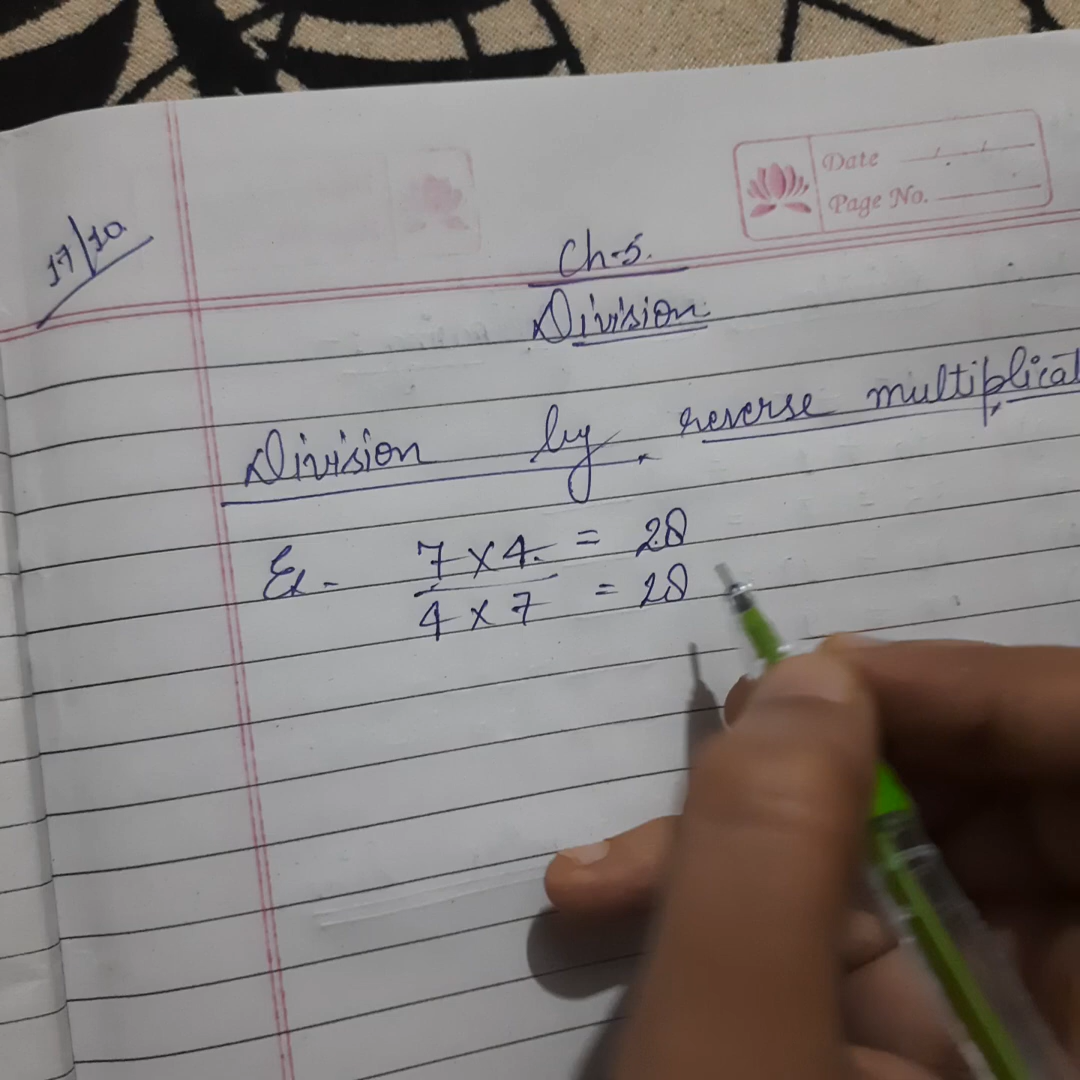 Date
Page No.
17/10
Ch-5.
Division
Division by reverse multiplicat
Ex- 7 x 4 = 28
4 x 7 = 28